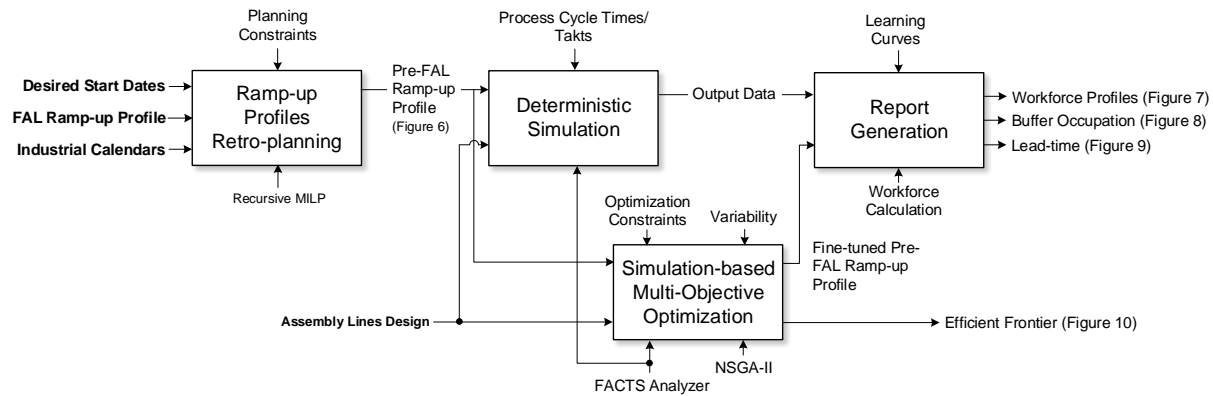 Planning
Constraints
Process Cycle Times/
Takts
Learning
Curves
Desired Start Dates
FAL Ramp-up Profile
Industrial Calendars
Ramp-up
Profiles
Retro-planning
Pre-FAL
Ramp-up
Profile
(Figure 6)
Deterministic
Simulation
Output Data
Report
Generation
Workforce Profiles (Figure 7)
Buffer Occupation (Figure 8)
Lead-time (Figure 9)
Recursive MILP
Optimization
Constraints
Variability
Workforce
Calculation
Simulation-based
Multi-Objective
Optimization
Fine-tuned Pre-
FAL Ramp-up
Profile
Assembly Lines Design
Efficient Frontier (Figure 10)
NSGA-II
FACTS Analyzer